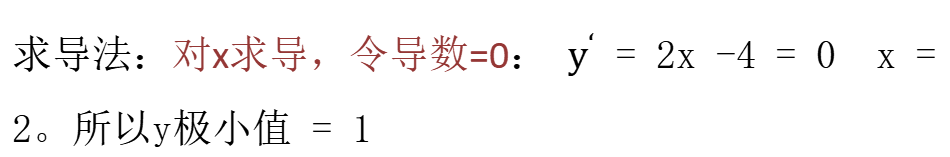 求导法：对x求导，令导数=0： y‘ = 2x -4 = 0  x =
2。所以y极小值 = 1